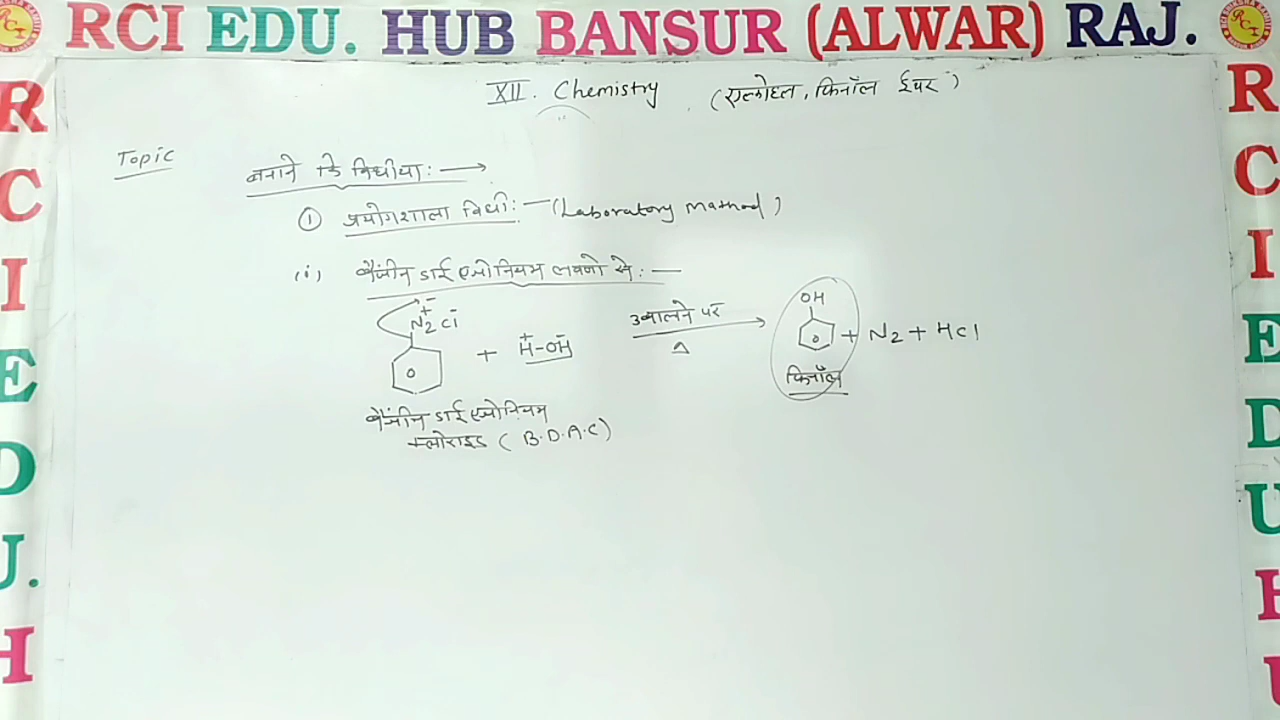 RCI EDU. HUB BANSUR (ALWAR) RAJ.
XII. Chemistry (एल्कोहल, फिनॉल ईथर)
Topic
बनाने कि विधीया:→
① प्रयोगशाला विधी:— (Laboratory Mathod)
(i) बैंजीन डाई एजोनियम लवणो से:—
N₂⁺ Cl⁻ + H⁺-OH⁻ उबालने पर Δ → OH + N₂ + HCl
फिनॉल
बैंजीन डाई एजोनियम
क्लोराइड (B.D.A.C)
R
C
I
E
D
U.
H
R
C
I
E
D
U
H
U